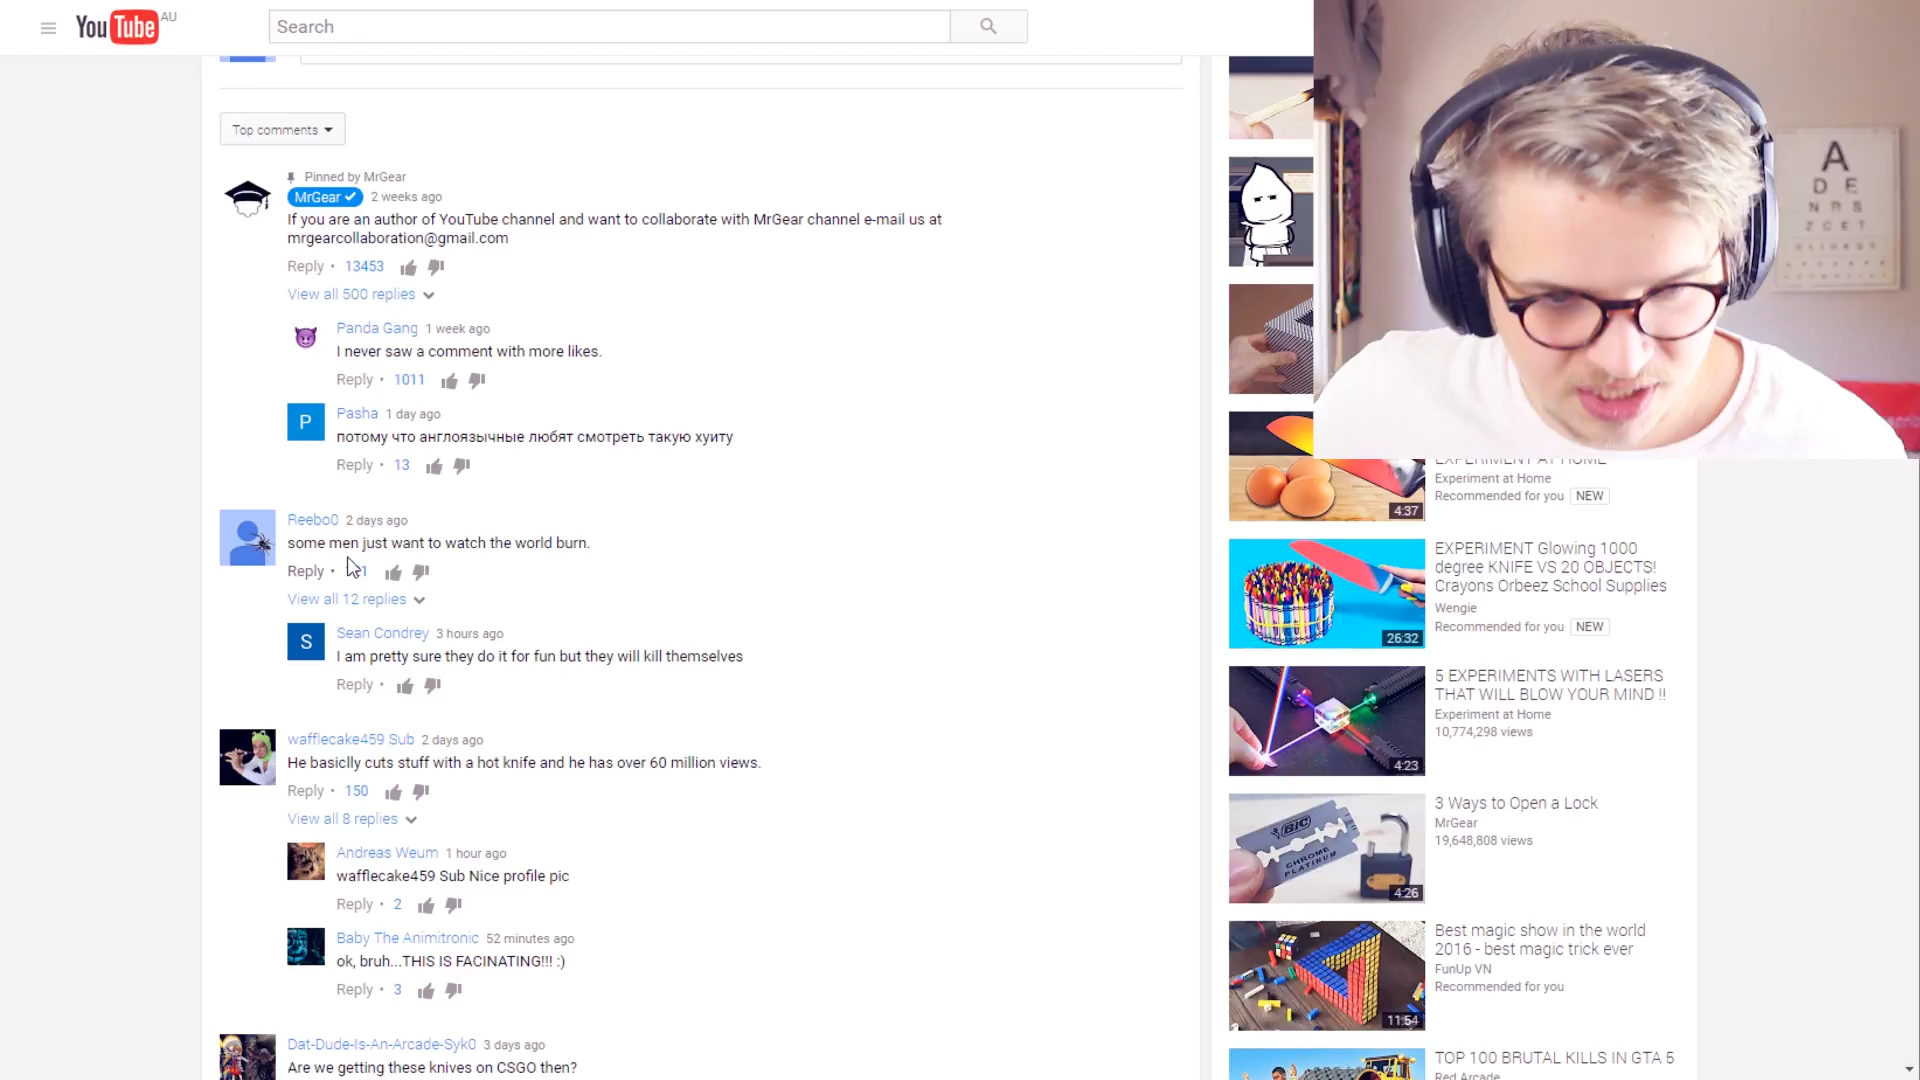 YouTube AU
Search
Top comments
Pinned by MrGear
MrGear 2 weeks ago
If you are an author of YouTube channel and want to collaborate with MrGear channel e-mail us at
mrgearcollaboration@gmail.com
Reply • 13453
View all 500 replies
Panda Gang 1 week ago
I never saw a comment with more likes.
Reply • 1011
P
Pasha 1 day ago
потому что англоязычные любят смотреть такую хуиту
Reply • 13
Reebo0 2 days ago
some men just want to watch the world burn.
Reply •
View all 12 replies
S
Sean Condrey 3 hours ago
I am pretty sure they do it for fun but they will kill themselves
Reply •
wafflecake459 Sub 2 days ago
He basiclly cuts stuff with a hot knife and he has over 60 million views.
Reply • 150
View all 8 replies
Andreas Weum 1 hour ago
wafflecake459 Sub Nice profile pic
Reply • 2
Baby The Animitronic 52 minutes ago
ok, bruh...THIS IS FACINATING!!! :)
Reply • 3
Dat-Dude-Is-An-Arcade-Syk0 3 days ago
Are we getting these knives on CSGO then?
A
D E
EXPERIMENT AT HOME
Experiment at Home
Recommended for you NEW
4:37
EXPERIMENT Glowing 1000
degree KNIFE VS 20 OBJECTS!
Crayons Orbeez School Supplies
Wengie
Recommended for you NEW
26:32
5 EXPERIMENTS WITH LASERS
THAT WILL BLOW YOUR MIND !!
Experiment at Home
10,774,298 views
4:23
3 Ways to Open a Lock
MrGear
19,648,808 views
BIC
CHROME
PLATINUM
4:26
Best magic show in the world
2016 - best magic trick ever
FunUp VN
Recommended for you
11:54
TOP 100 BRUTAL KILLS IN GTA 5
Red Arcade